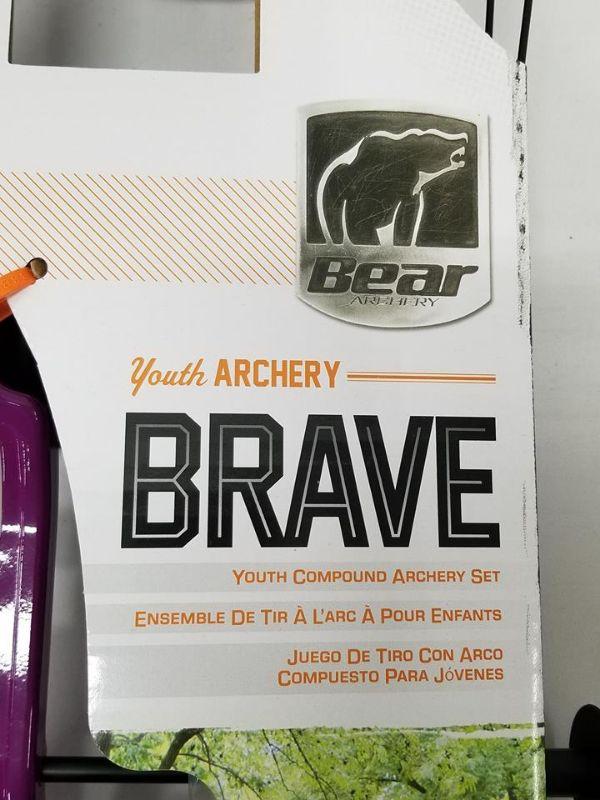 Bear
ARCHERY
Youth ARCHERY
BRAVE
YOUTH COMPOUND ARCHERY SET
ENSEMBLE DE TIR À L'ARC À POUR ENFANTS
JUEGO DE TIRO CON ARCO
COMPUESTO PARA JÓVENES